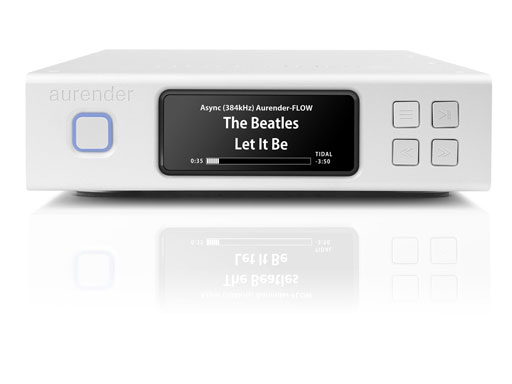 aurender
Async (384kHz) Aurender-FLOW
The Beatles
Let It Be
TIDAL
0:35 -3:50